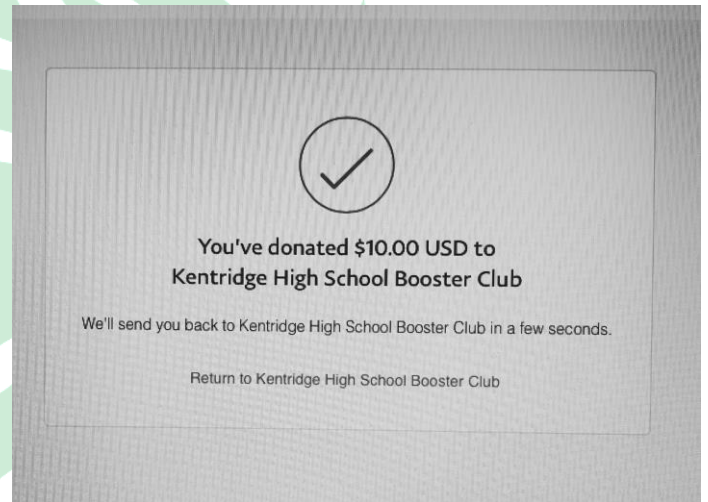 You've donated $10.00 USD to
Kentridge High School Booster Club
We'll send you back to Kentridge High School Booster Club in a few seconds.
Return to Kentridge High School Booster Club